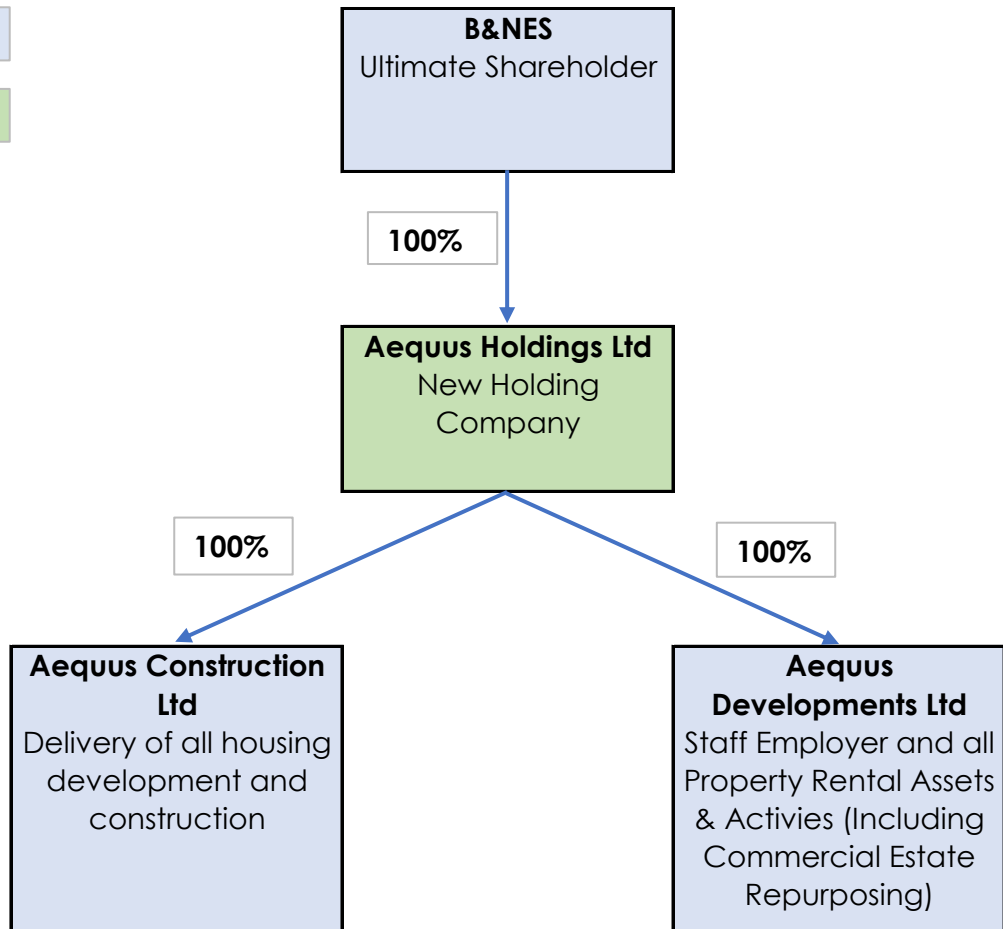 B&NES
Ultimate Shareholder
100%
Aequus Holdings Ltd
New Holding
Company
100%
100%
Aequus Construction
Ltd
Delivery of all housing
development and
construction
Aequus
Developments Ltd
Staff Employer and all
Property Rental Assets
& Activies (Including
Commercial Estate
Repurposing)